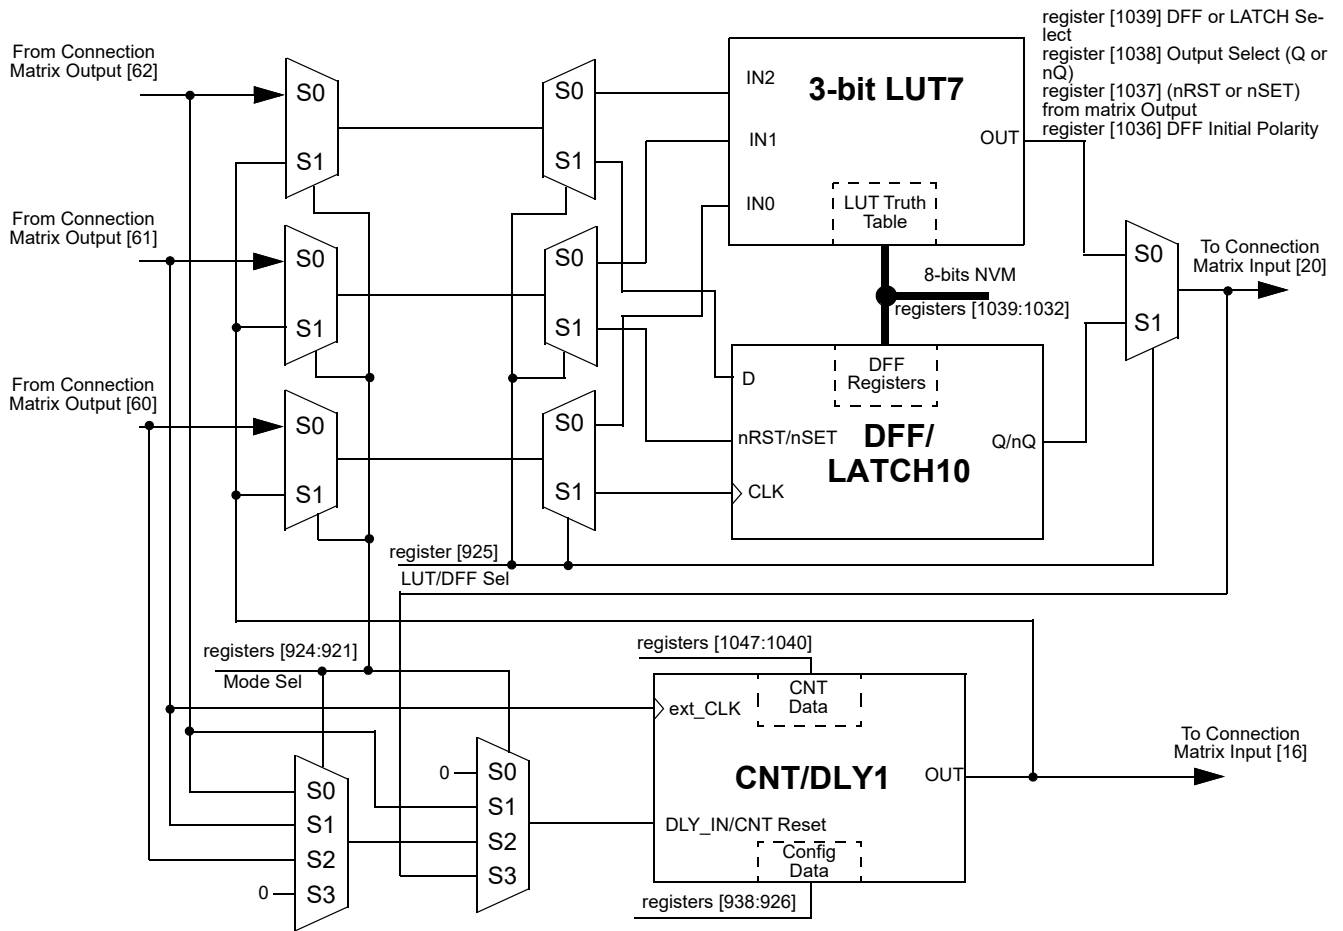 register [1039] DFF or LATCH Se-
lect
register [1038] Output Select (Q or
nQ)
register [1037] (nRST or nSET)
from matrix Output
register [1036] DFF Initial Polarity
From Connection
Matrix Output [62]
S0
S1
S0
S1
IN2
IN1
IN0
3-bit LUT7
OUT
LUT Truth
Table
From Connection
Matrix Output [61]
S0
S1
S0
S1
8-bits NVM
registers [1039:1032]
S0
S1
To Connection
Matrix Input [20]
From Connection
Matrix Output [60]
S0
S1
S0
S1
D
nRST/nSET
CLK
DFF
Registers
DFF/
LATCH10
Q/nQ
register [925]
LUT/DFF Sel
registers [924:921]
Mode Sel
registers [1047:1040]
CNT
Data
ext_CLK
CNT/DLY1
OUT
DLY_IN/CNT Reset
Config
Data
registers [938:926]
To Connection
Matrix Input [16]
S0
S1
S2
S3
0
0
S0
S1
S2
S3